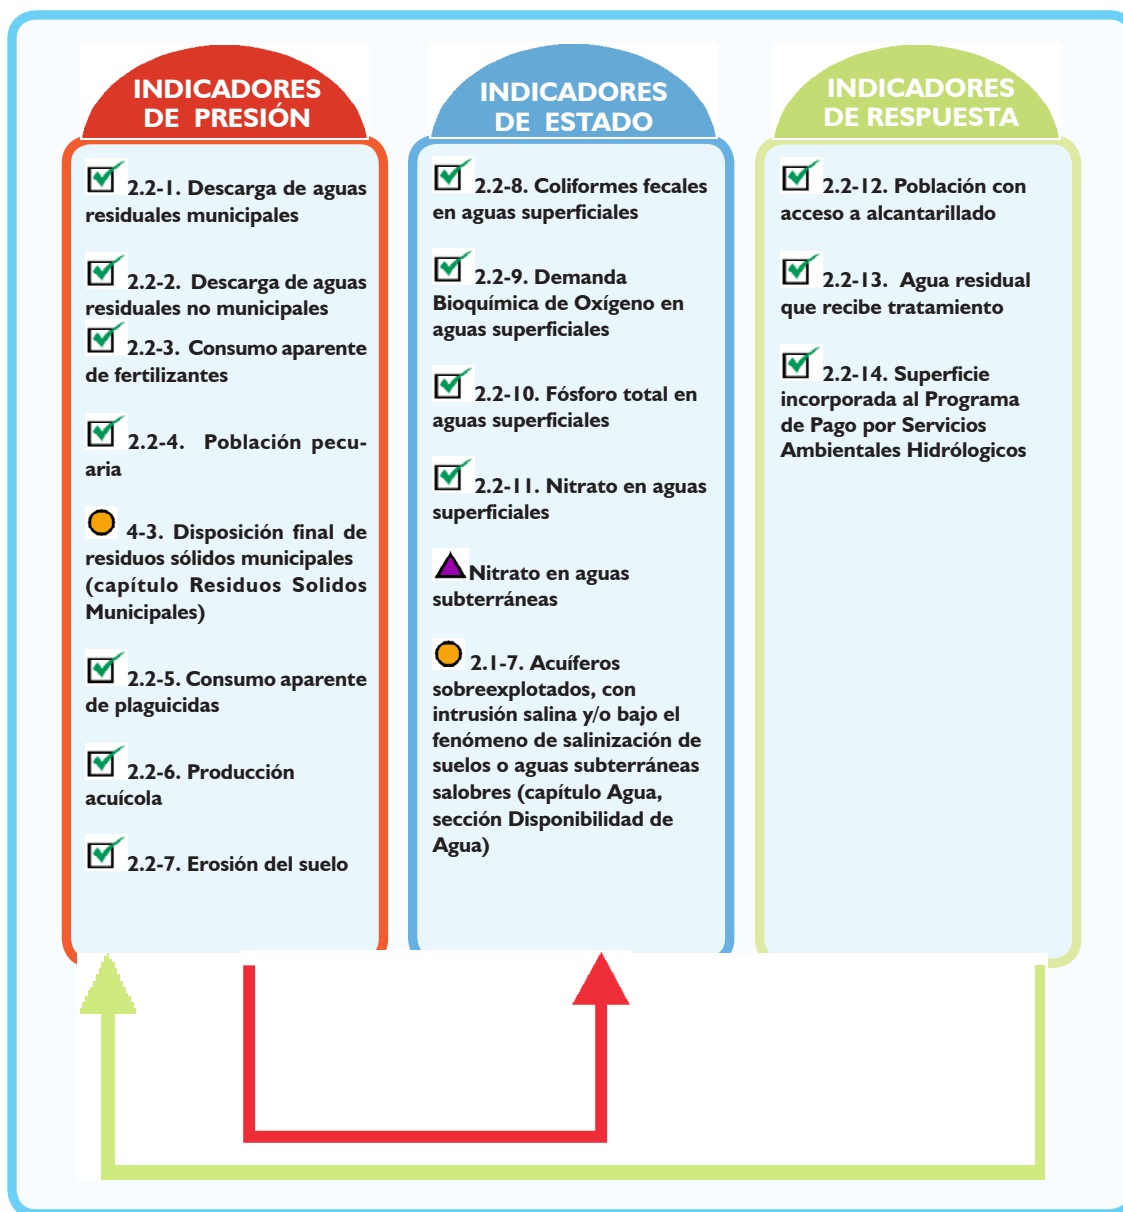 INDICADORES
DE PRESIÓN
2.2-1. Descarga de aguas
residuales municipales
2.2-2. Descarga de aguas
residuales no municipales
2.2-3. Consumo aparente
de fertilizantes
2.2-4. Población pecu-
aria
4-3. Disposición final de
residuos sólidos municipales
(capítulo Residuos Solidos
Municipales)
2.2-5. Consumo aparente
de plaguicidas
2.2-6. Producción
acuícola
2.2-7. Erosión del suelo
INDICADORES
DE ESTADO
2.2-8. Coliformes fecales
en aguas superficiales
2.2-9. Demanda
Bioquímica de Oxígeno en
aguas superficiales
2.2-10. Fósforo total en
aguas superficiales
2.2-11. Nitrato en aguas
superficiales
Nitrato en aguas
subterráneas
2.1-7. Acuíferos
sobreexplotados, con
intrusión salina y/o bajo el
fenómeno de salinización de
suelos o aguas subterráneas
salobres (capítulo Agua,
sección Disponibilidad de
Agua)
INDICADORES
DE RESPUESTA
2.2-12. Población con
acceso a alcantarillado
2.2-13. Agua residual
que recibe tratamiento
2.2-14. Superficie
incorporada al Programa
de Pago por Servicios
Ambientales Hidrólogicos